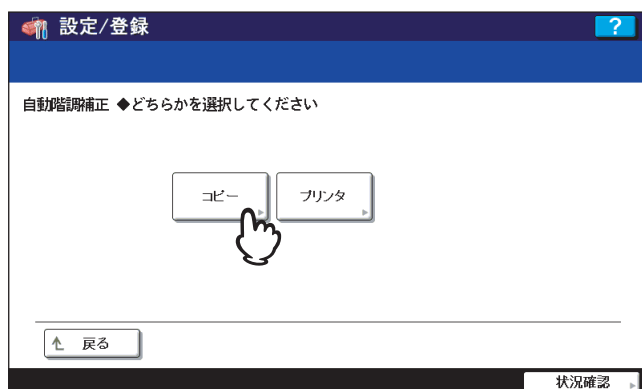 設定/登録
?
自動階調補正 ◆どちらかを選択してください
コピー
プリンタ
戻る
状況確認